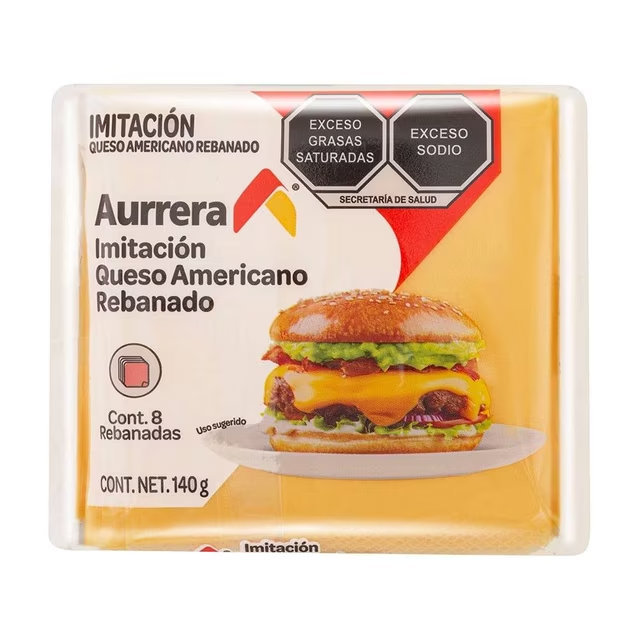 IMITACIÓN
QUESO AMERICANO REBANADO
EXCESO
GRASAS
SATURADAS
EXCESO
SODIO
SECRETARÍA DE SALUD
Aurrera®
Imitación
Queso Americano
Rebanado
Cont. 8
Rebanadas
Uso sugerido
CONT. NET. 140 g
Imitación